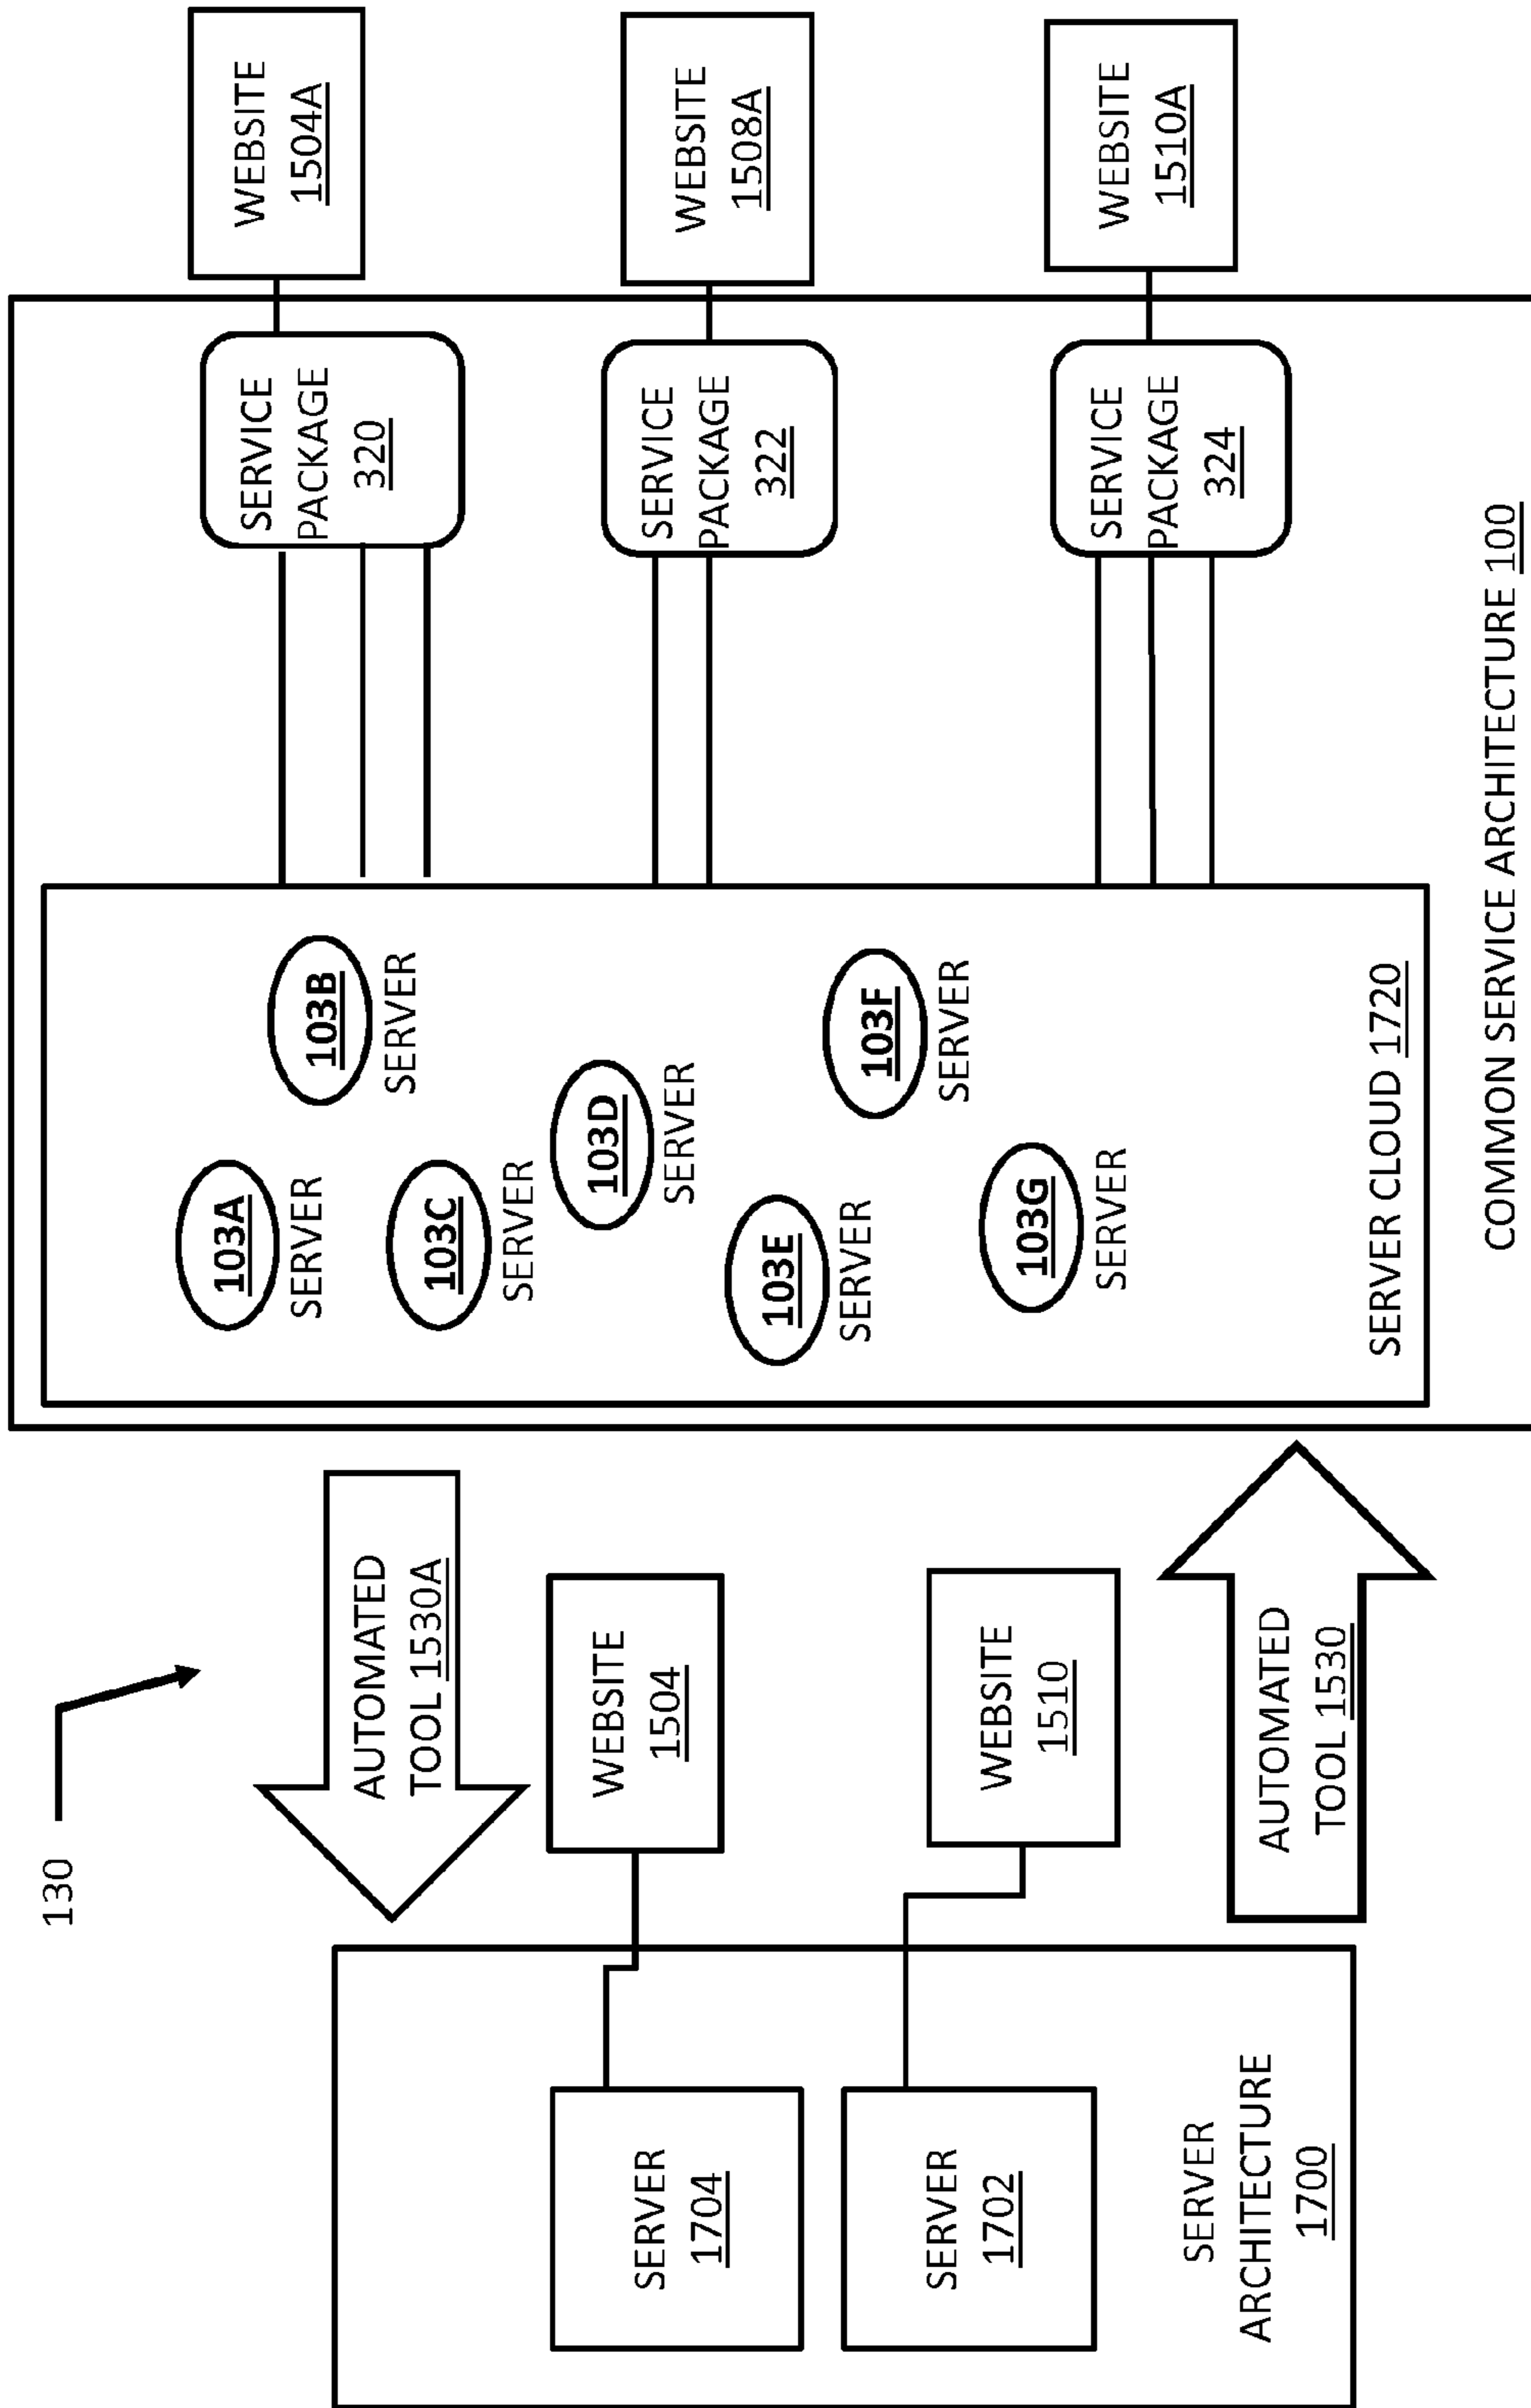 130
AUTOMATED
TOOL 1530A
SERVER
1704
WEBSITE
1504
SERVER
1702
WEBSITE
1510
SERVER
ARCHITECTURE
1700
AUTOMATED
TOOL 1530
103A
SERVER
103B
SERVER
103C
SERVER
103D
SERVER
103E
SERVER
103F
SERVER
103G
SERVER
SERVER CLOUD 1720
SERVICE
PACKAGE
320
SERVICE
PACKAGE
322
SERVICE
PACKAGE
324
COMMON SERVICE ARCHITECTURE 100
WEBSITE
1504A
WEBSITE
1508A
WEBSITE
1510A